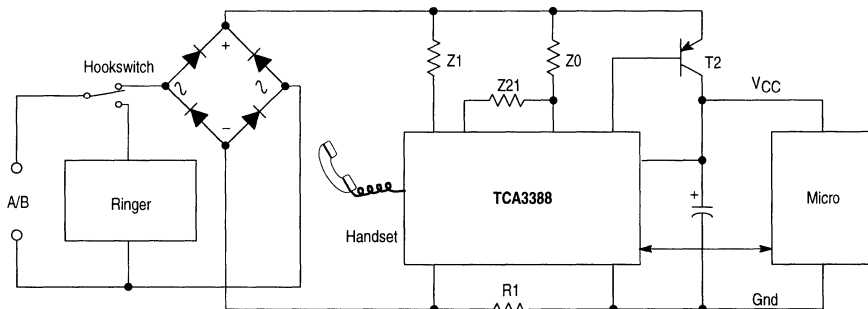 Hookswitch
+
~
~
−
Z1
Z0
T2
Z21
VCC
A/B
Ringer
Handset
TCA3388
+
Micro
R1
Gnd